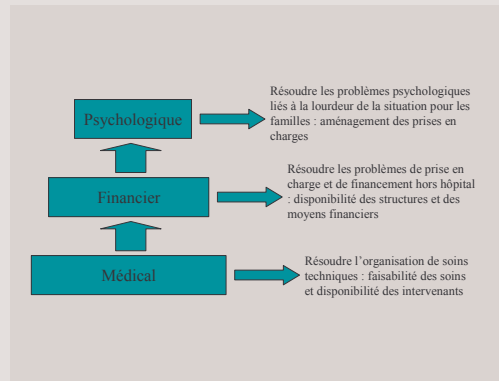 Psychologique
Résoudre les problèmes psychologiques
liés à la lourdeur de la situation pour les
familles : aménagement des prises en
charges
Financier
Résoudre les problèmes de prise en
charge et de financement hors hôpital
: disponibilité des structures et des
moyens financiers
Médical
Résoudre l’organisation de soins
techniques : faisabilité des soins
et disponibilité des intervenants